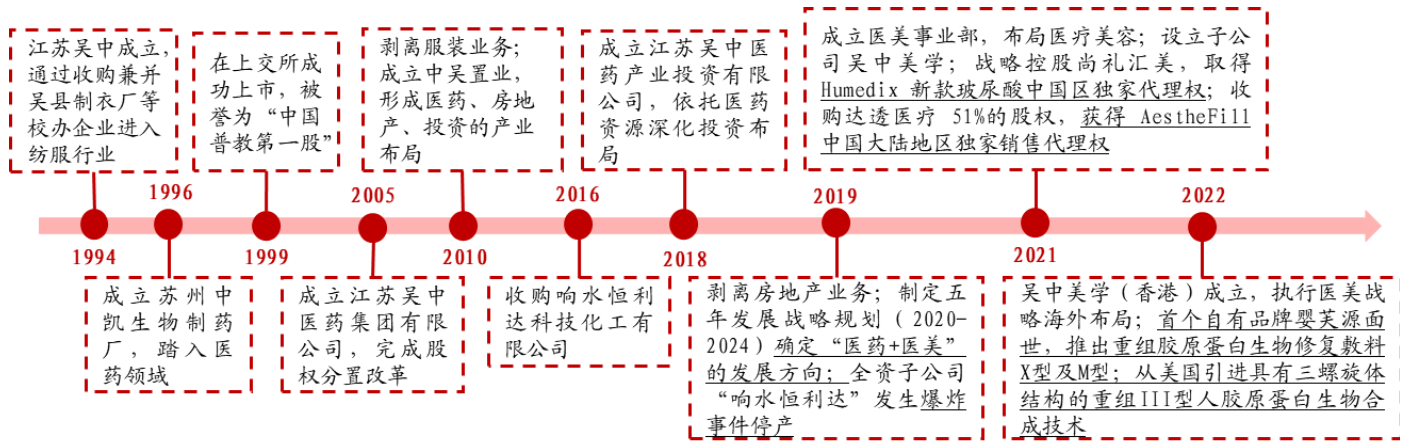 江苏吴中成立，
通过收购兼并
吴县制衣厂等
校办企业进入
纺服行业
1994
1996
成立苏州中
凯生物制药
厂，踏入医
药领域
在上交所成
功上市，被
誉为“中国
普教第一股”
1999
2005
成立江苏吴中
医药集团有限
公司，完成股
权分置改革
剥离服装业务；
成立中吴置业，
形成医药、房地
产、投资的产业
布局
2010
2016
收购响水恒利
达科技化工有
限公司
成立江苏吴中医
药产业投资有限
公司，依托医药
资源深化投资布
局
2018
2019
剥离房地产业务；制定五
年发展战略规划（2020-
2024）确定“医药+医美”
的发展方向；全资子公司
“响水恒利达”发生爆炸
事件停产
成立医美事业部，布局医疗美容；设立子公
司吴中美学；战略控股尚礼汇美，取得
Humedix 新款玻尿酸中国区独家代理权；收
购达透医疗 51%的股权，获得 AestheFill
中国大陆地区独家销售代理权
2021
2022
吴中美学（香港）成立，执行医美战
略海外布局；首个自有品牌婴芙源面
世，推出重组胶原蛋白生物修复敷料
X型及M型；从美国引进具有三螺旋体
结构的重组III型人胶原蛋白生物合
成技术